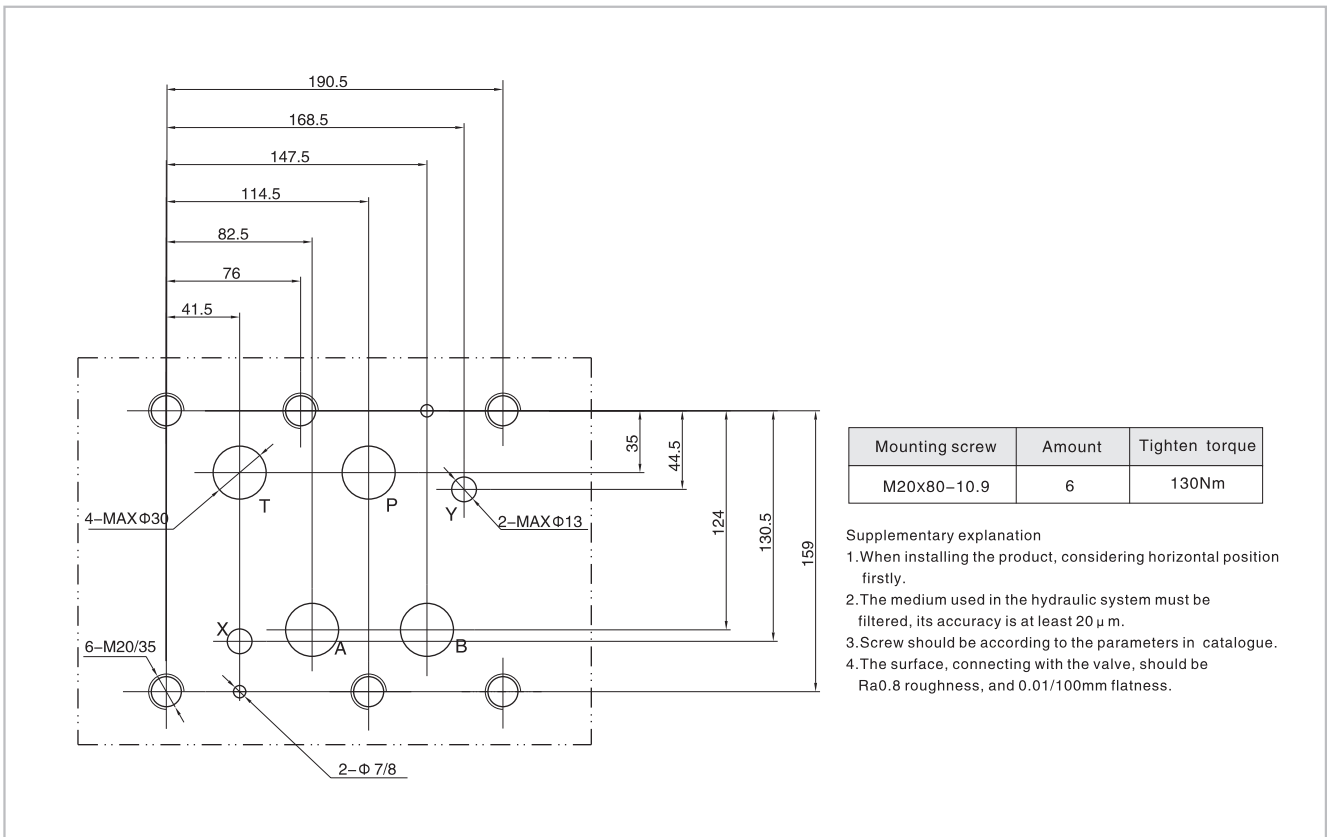 190.5
168.5
147.5
114.5
82.5
76
41.5
35
44.5
T
P
Y
4–MAXΦ30
2–MAXΦ13
124
130.5
159
X
A
B
6–M20/35
2–Φ 7/8
Mounting screw Amount Tighten torque
M20X80–10.9 6 130Nm
Supplementary explanation
1.When installing the product, considering horizontal position
firstly.
2.The medium used in the hydraulic system must be
filtered, its accuracy is at least 20μm.
3.Screw should be according to the parameters in catalogue.
4.The surface, connecting with the valve, should be
Ra0.8 roughness, and 0.01/100mm flatness.